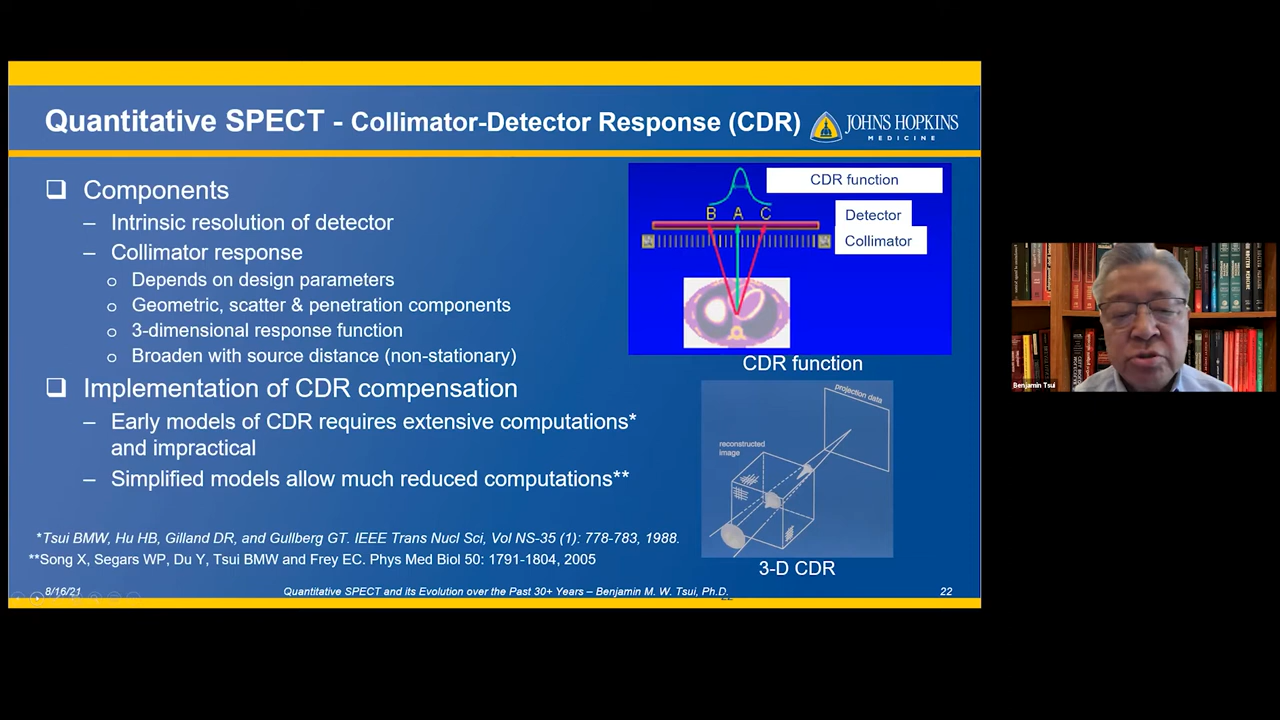 Quantitative SPECT - Collimator-Detector Response (CDR)
JOHNS HOPKINS
MEDICINE
❑ Components
– Intrinsic resolution of detector
– Collimator response
o Depends on design parameters
o Geometric, scatter & penetration components
o 3-dimensional response function
o Broaden with source distance (non-stationary)
❑ Implementation of CDR compensation
– Early models of CDR requires extensive computations*
and impractical
– Simplified models allow much reduced computations**
*Tsui BMW, Hu HB, Gilland DR, and Gullberg GT. IEEE Trans Nucl Sci, Vol NS-35 (1): 778-783, 1988.
**Song X, Segars WP, Du Y, Tsui BMW and Frey EC. Phys Med Biol 50: 1791-1804, 2005
CDR function
B A C
Detector
Collimator
CDR function
projection data
reconstructed
image
3-D CDR
8/16/21
Quantitative SPECT and its Evolution over the Past 30+ Years – Benjamin M. W. Tsui, Ph.D.
22
22
Benjamin Tsui